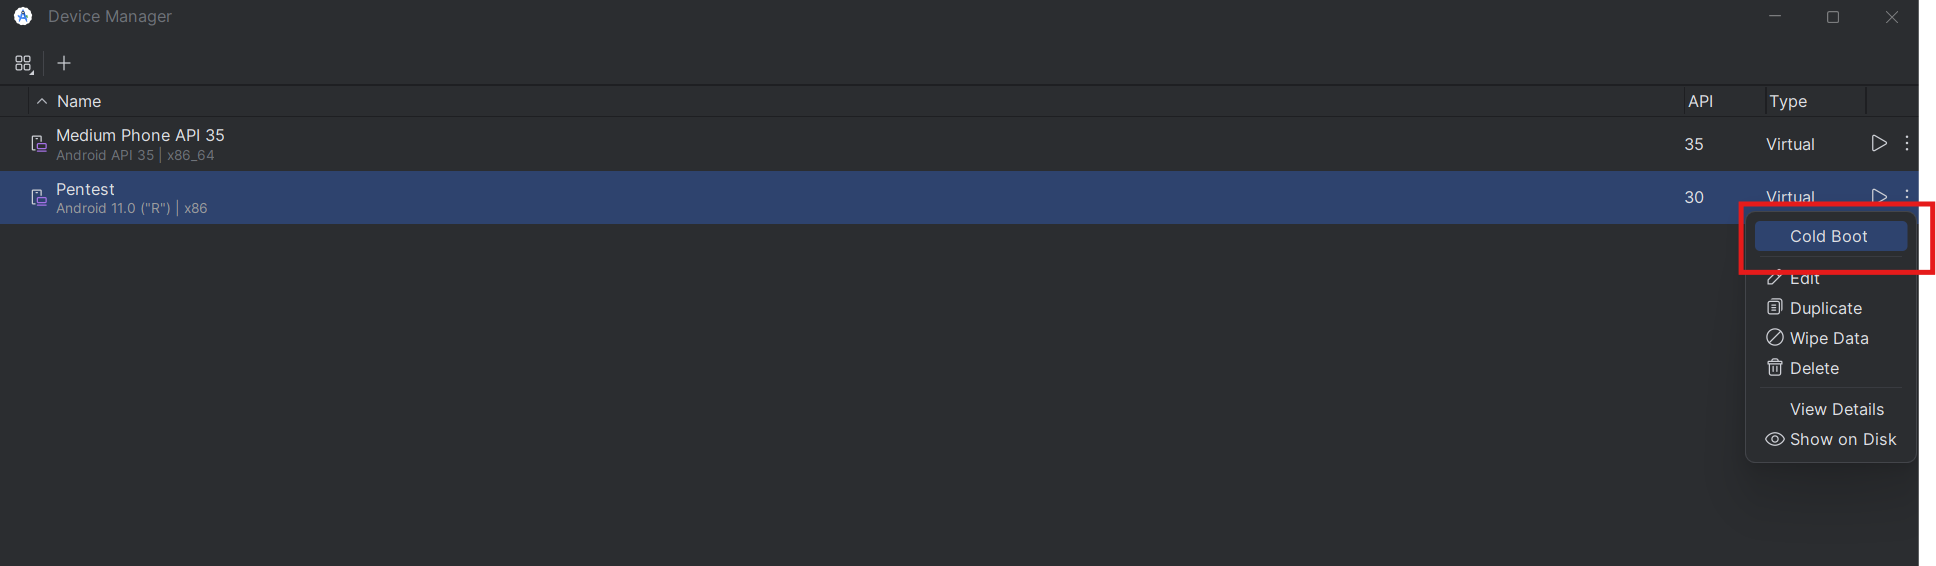 Device Manager
Name API Type
Medium Phone API 35
Android API 35 | x86_64
35 Virtual
Pentest
Android 11.0 ("R") | x86
30 Virtual
Cold Boot
Edit
Duplicate
Wipe Data
Delete
View Details
Show on Disk